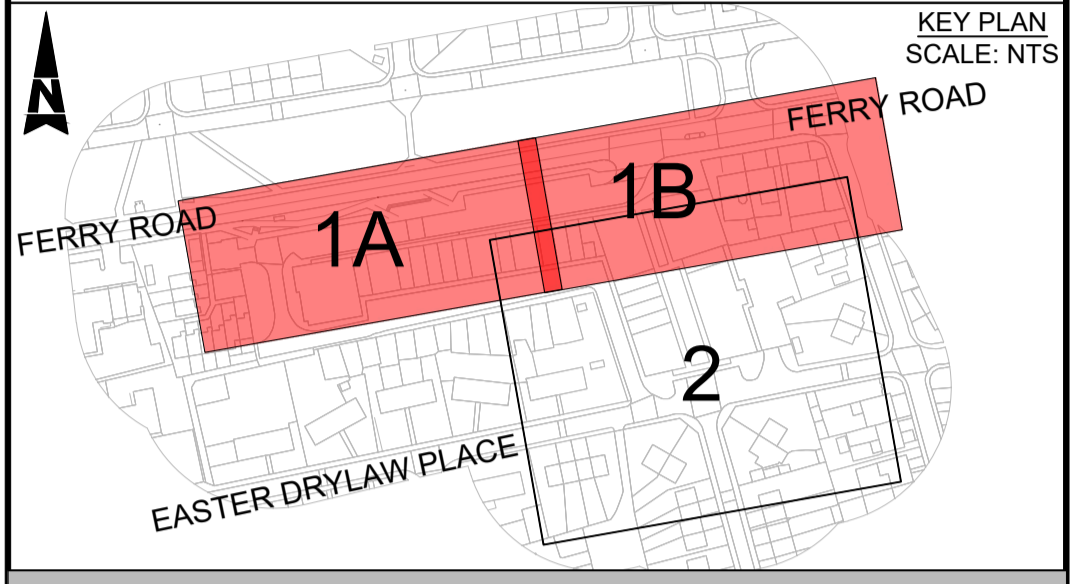 N
KEY PLAN
SCALE: NTS
FERRY ROAD
1B
FERRY ROAD
1A
2
EASTER DRYLAW PLACE